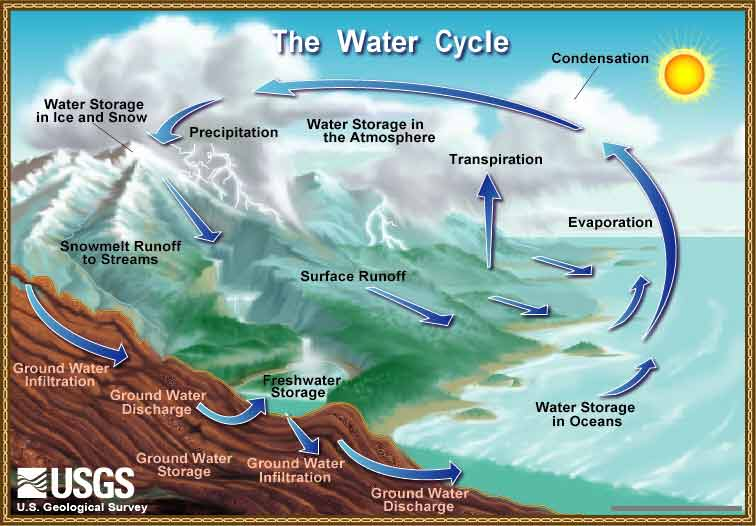 The Water Cycle
Condensation
Water Storage
in Ice and Snow
Precipitation
Water Storage in
the Atmosphere
Transpiration
Evaporation
Snowmelt Runoff
to Streams
Surface Runoff
Ground Water
Infiltration
Ground Water
Discharge
Freshwater
Storage
Water Storage
in Oceans
Ground Water
Storage
Ground Water
Infiltration
Ground Water
Discharge
USGS
U.S. Geological Survey